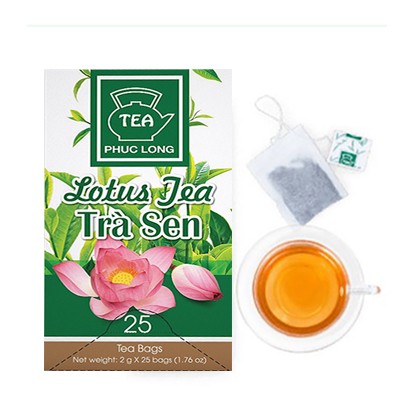 TEA
PHUC LONG
Lotus Tea
Trà Sen
25
Tea Bags
Net weight: 2 g X 25 bags (1.76 oz)